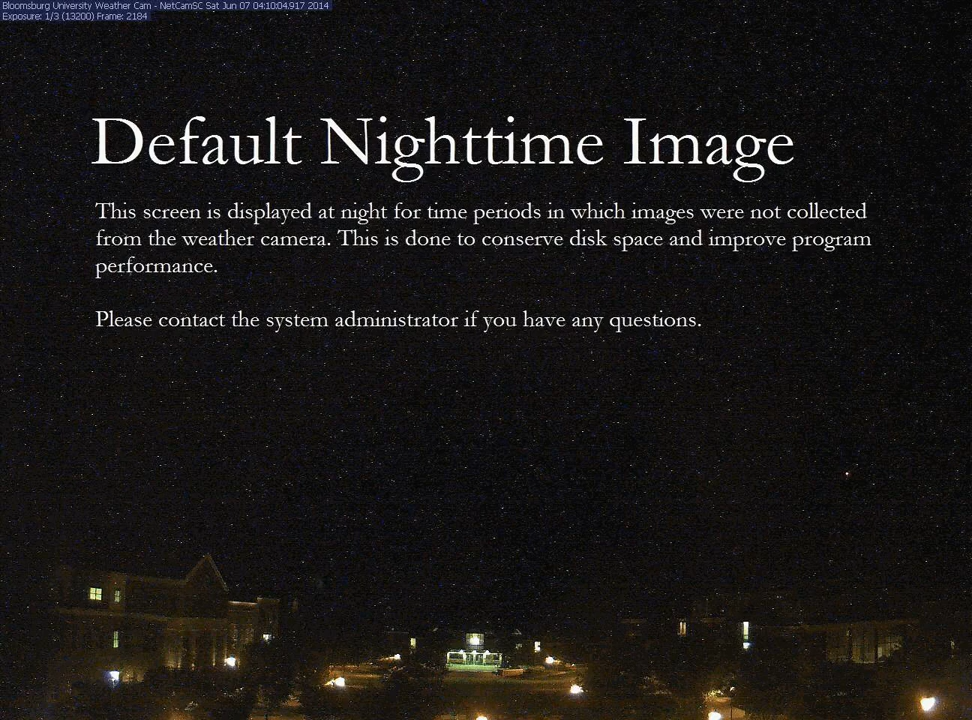 Bloomsburg University Weather Cam - NetCamSC Sat Jun 07 04:10:04.917 2014
Exposure: 1/3 (13200) Frame: 2184
Default Nighttime Image
This screen is displayed at night for time periods in which images were not collected
from the weather camera. This is done to conserve disk space and improve program
performance.
Please contact the system administrator if you have any questions.